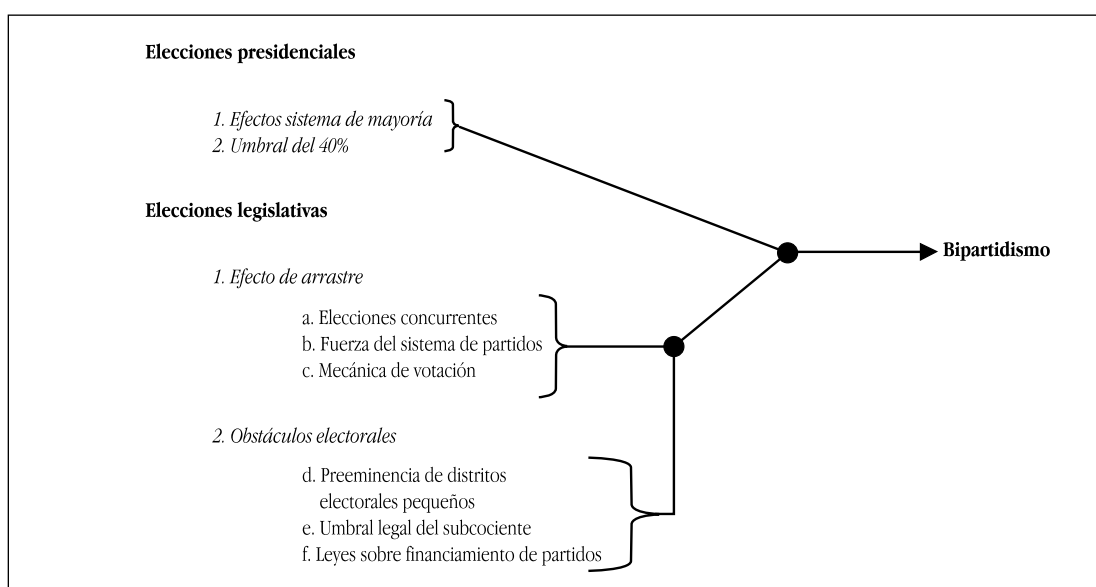 Elecciones presidenciales
1. Efectos sistema de mayoría
2. Umbral del 40%
Elecciones legislativas
Bipartidismo
1. Efecto de arrastre
a. Elecciones concurrentes
b. Fuerza del sistema de partidos
c. Mecánica de votación
2. Obstáculos electorales
d. Preeminencia de distritos
electorales pequeños
e. Umbral legal del subcociente
f. Leyes sobre financiamiento de partidos